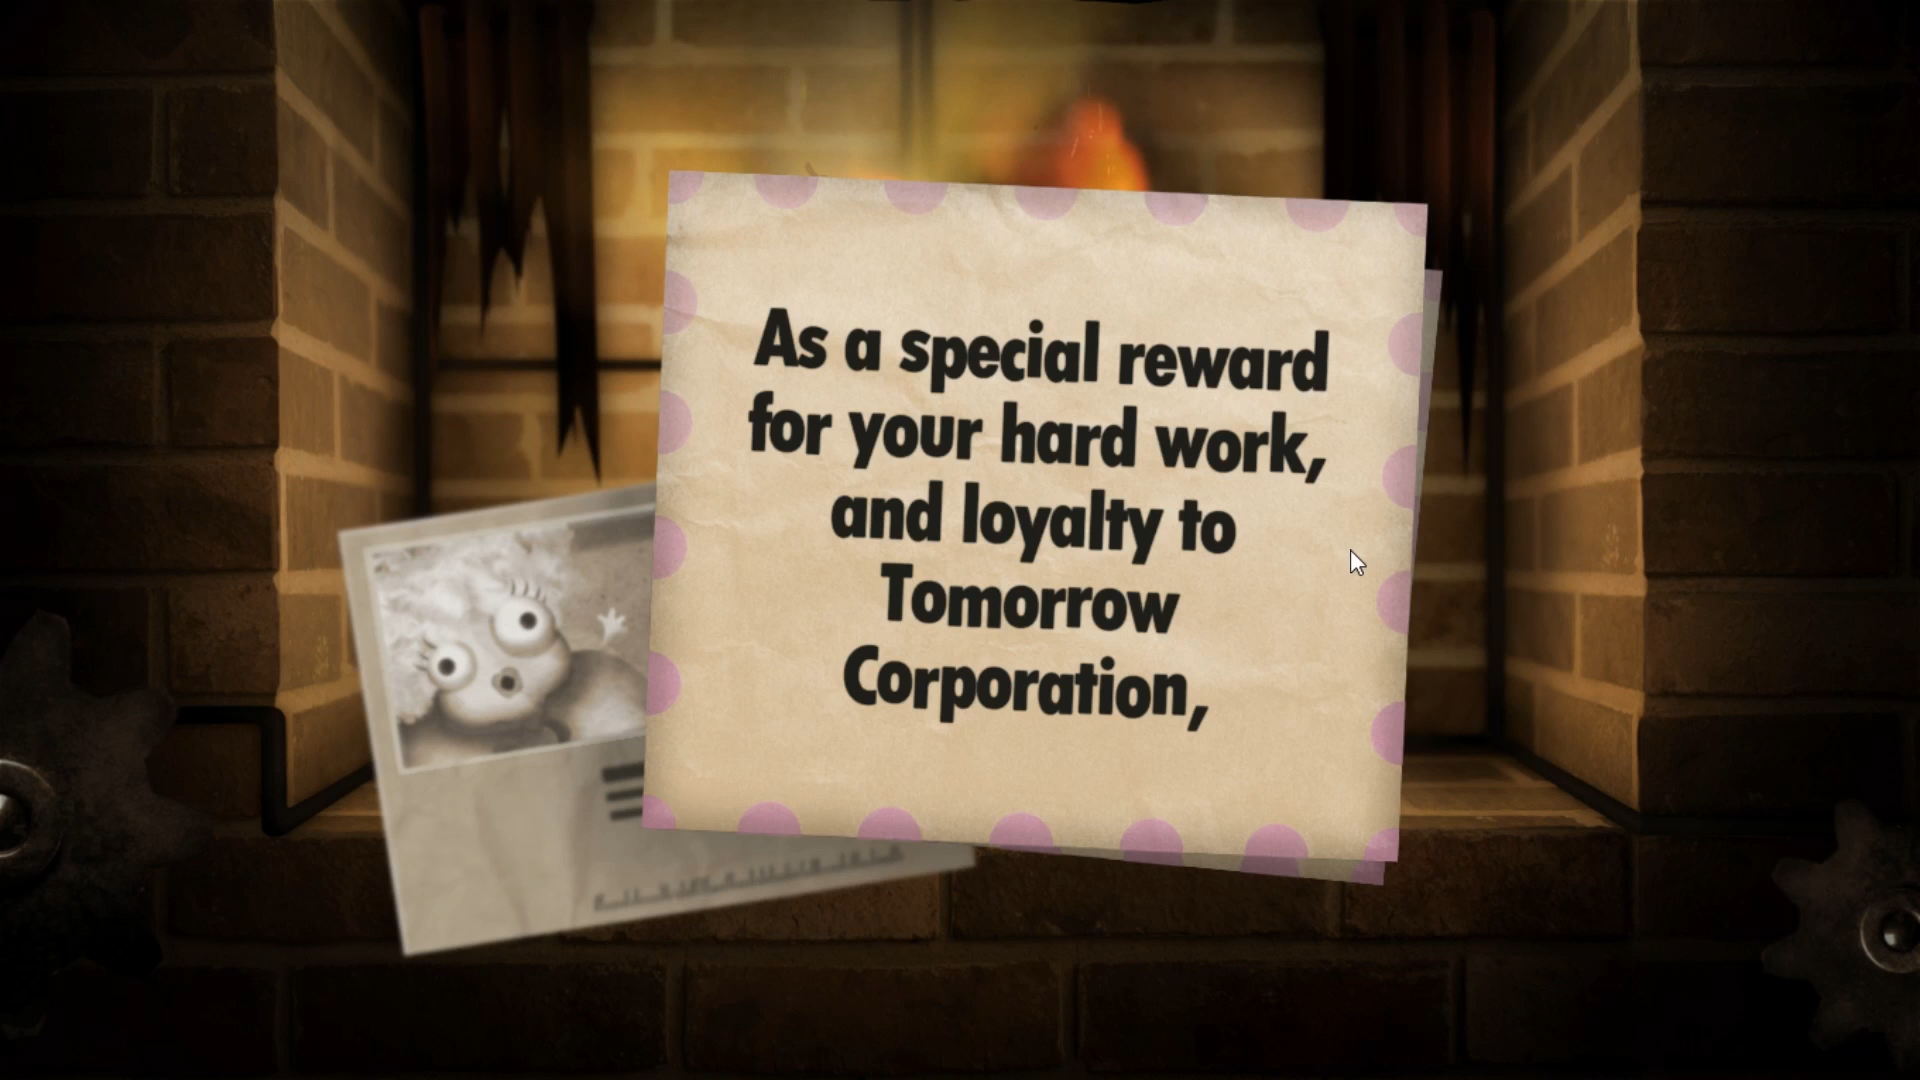 As a special reward
for your hard work,
and loyalty to
Tomorrow
Corporation,